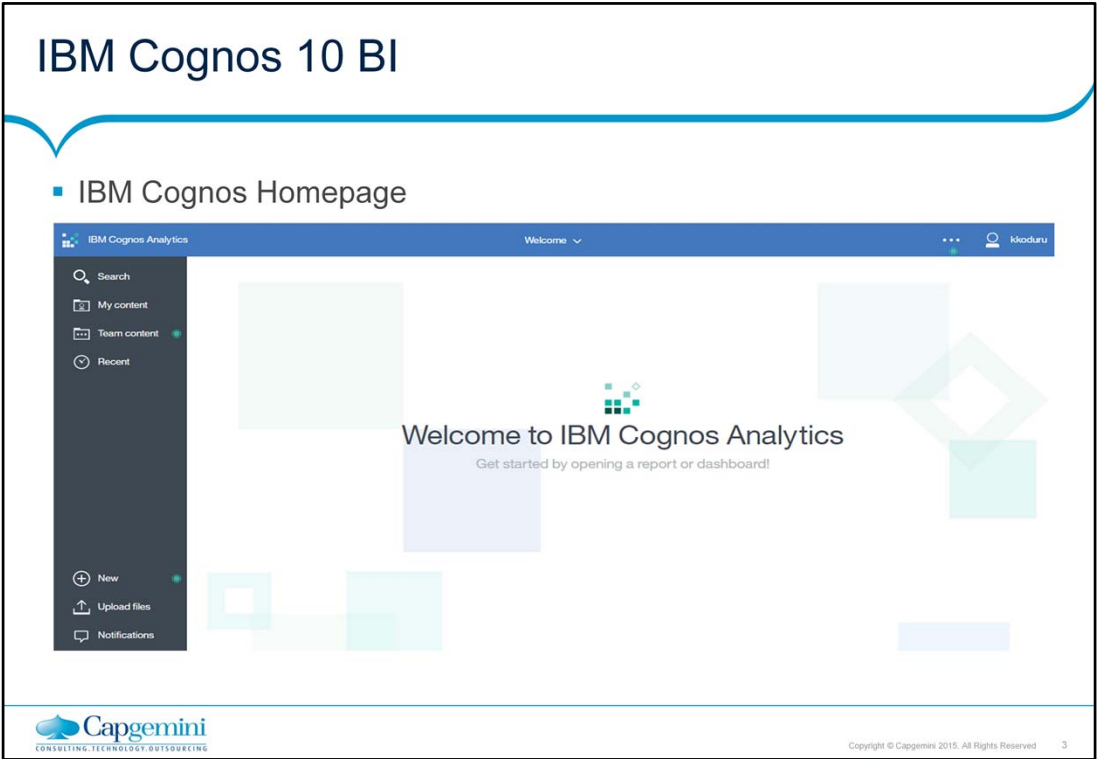 IBM Cognos 10 BI
IBM Cognos Homepage
IBM Cognos Analytics
Welcome
kkoduru
Search
My content
Team content
Recent
Welcome to IBM Cognos Analytics
Get started by opening a report or dashboard!
New
Upload files
Notifications
Capgemini
CONSULTING.TECHNOLOGY.OUTSOURCING
Copyright © Capgemini 2015. All Rights Reserved 3